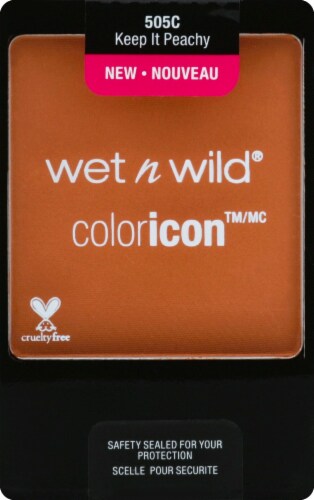 505C
Keep It Peachy
NEW • NOUVEAU
wet n wild®
coloricon™/MC
crueltyfree
SAFETY SEALED FOR YOUR
PROTECTION
SCELLE POUR SECURITE